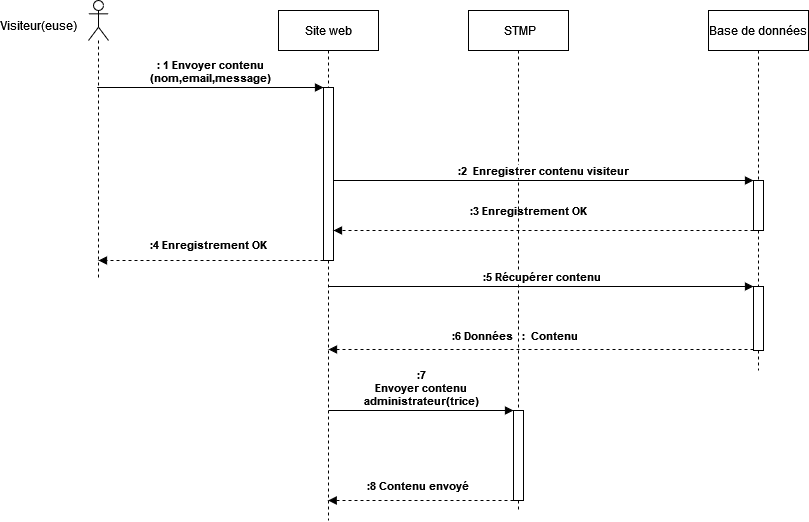 Visiteur(euse)
Site web
STMP
Base de données
: 1 Envoyer contenu
(nom,email,message)
:2 Enregistrer contenu visiteur
:3 Enregistrement OK
:4 Enregistrement OK
:5 Récupérer contenu
:6 Données : Contenu
:7
Envoyer contenu
administrateur(trice)
:8 Contenu envoyé